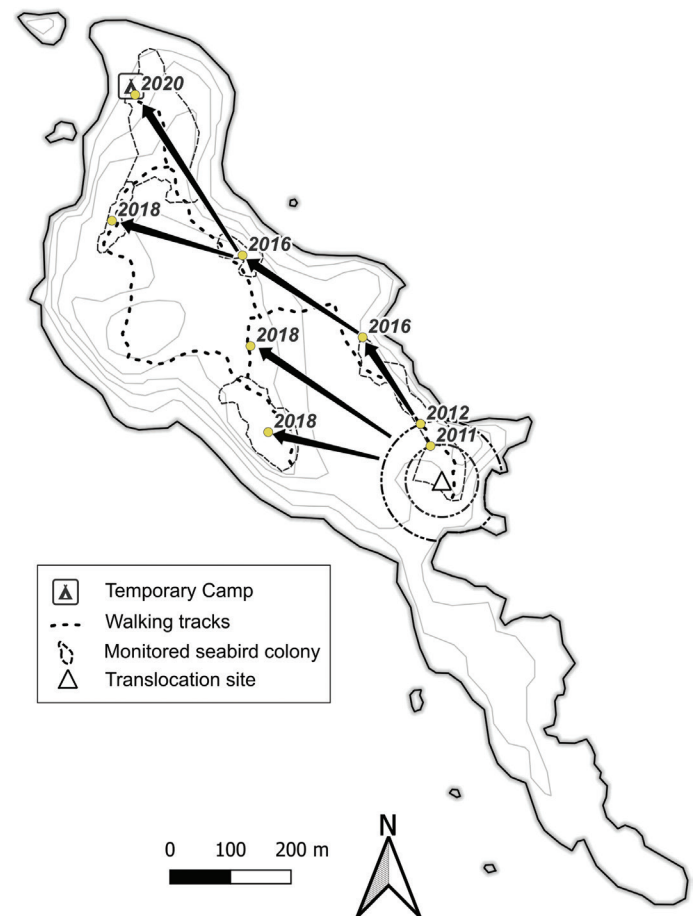 2020
2018
2016
2016
2018
2012
2018
2011
Temporary Camp
Walking tracks
Monitored seabird colony
Translocation site
N
0 100 200 m